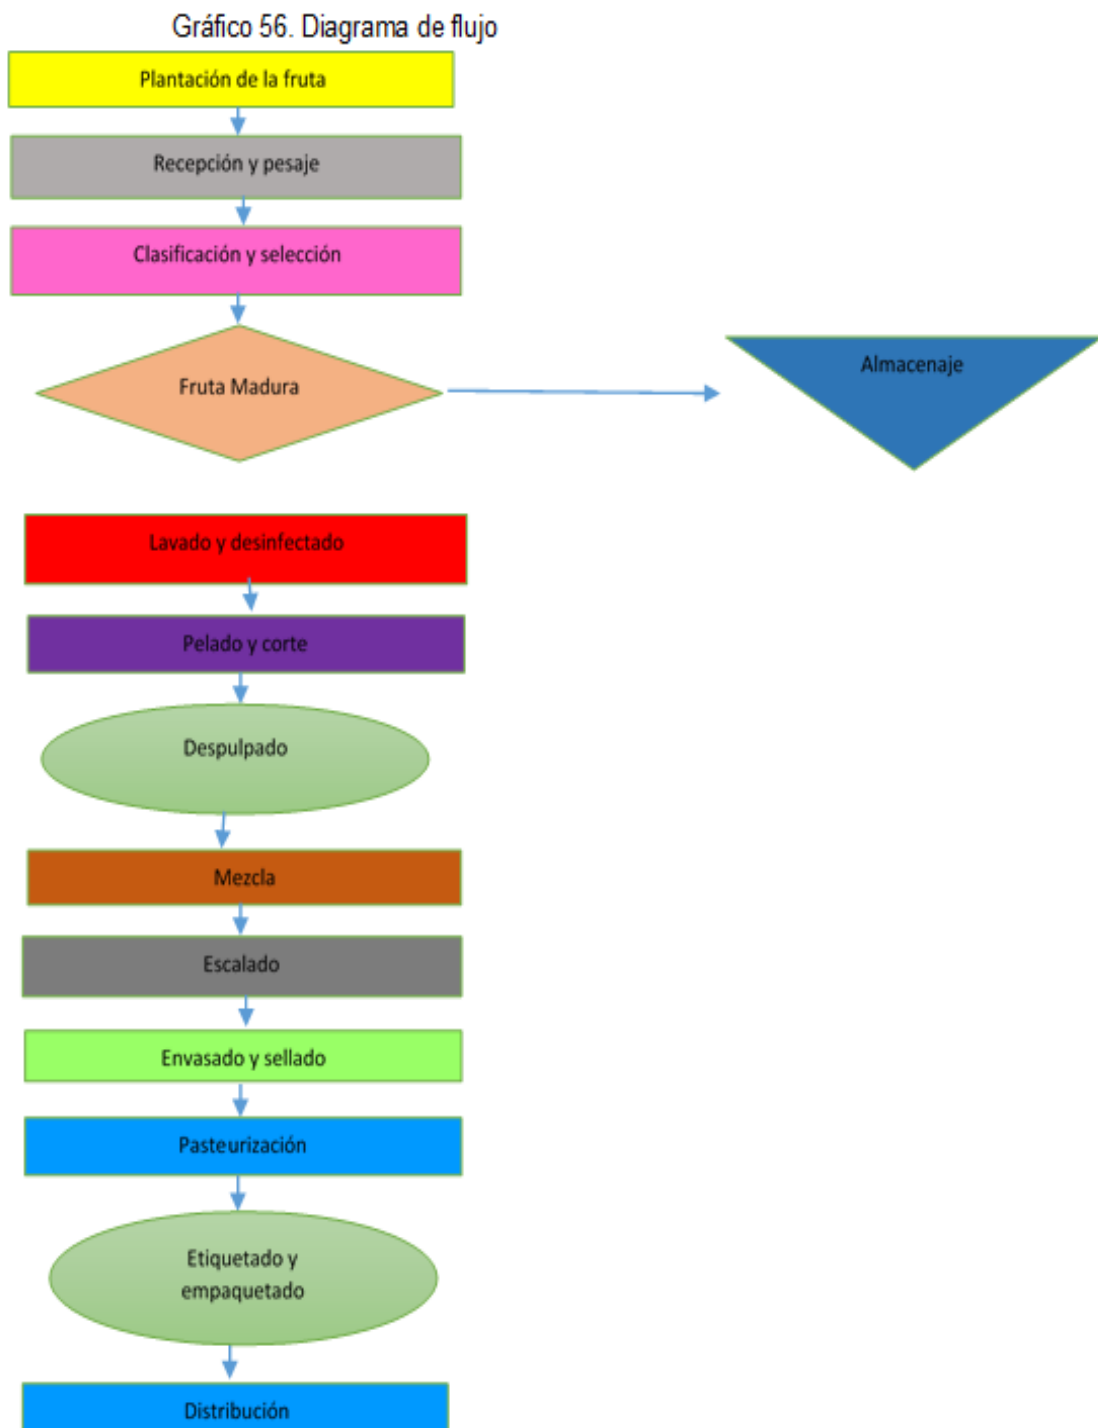 Gráfico 56. Diagrama de flujo
Plantación de la fruta
Recepción y pesaje
Clasificación y selección
Fruta Madura
Almacenaje
Lavado y desinfectado
Pelado y corte
Despulpado
Mezcla
Escalado
Envasado y sellado
Pasteurización
Etiquetado y
empaquetado
Distribución